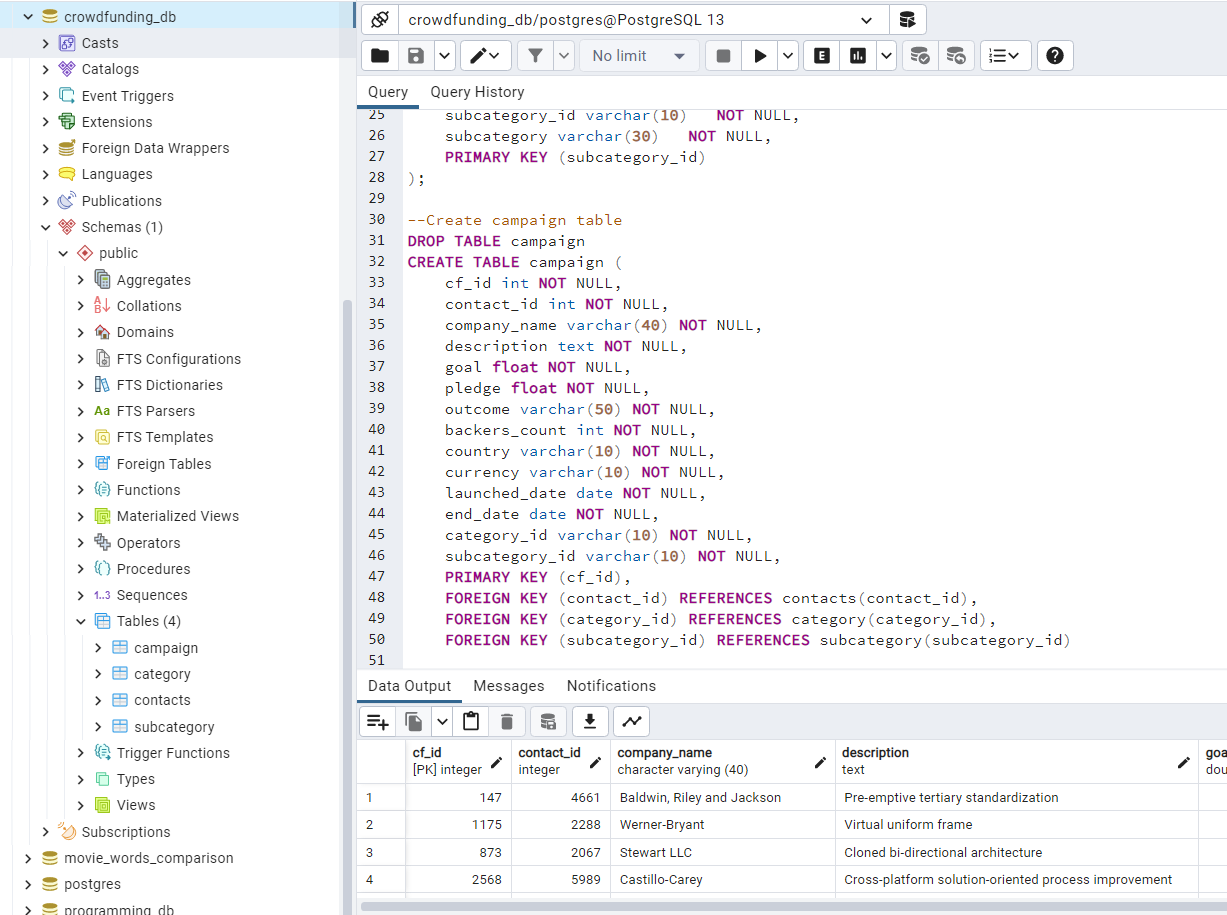 crowdfunding_db
Casts
Catalogs
Event Triggers
Extensions
Foreign Data Wrappers
Languages
Publications
Schemas (1)
public
Aggregates
Collations
Domains
FTS Configurations
FTS Dictionaries
Aa FTS Parsers
FTS Templates
Foreign Tables
Functions
Materialized Views
Operators
Procedures
1..3 Sequences
Tables (4)
campaign
category
contacts
subcategory
Trigger Functions
Types
Views
Subscriptions
movie_words_comparison
postgres
programming_db
crowdfunding_db/postgres@PostgreSQL 13
No limit
E
Query Query History
25 subcategory_id varchar(10) NOT NULL,
26 subcategory varchar(30) NOT NULL,
27 PRIMARY KEY (subcategory_id)
28 );
29
30 --Create campaign table
31 DROP TABLE campaign
32 CREATE TABLE campaign (
33 cf_id int NOT NULL,
34 contact_id int NOT NULL,
35 company_name varchar(40) NOT NULL,
36 description text NOT NULL,
37 goal float NOT NULL,
38 pledge float NOT NULL,
39 outcome varchar(50) NOT NULL,
40 backers_count int NOT NULL,
41 country varchar(10) NOT NULL,
42 currency varchar(10) NOT NULL,
43 launched_date date NOT NULL,
44 end_date date NOT NULL,
45 category_id varchar(10) NOT NULL,
46 subcategory_id varchar(10) NOT NULL,
47 PRIMARY KEY (cf_id),
48 FOREIGN KEY (contact_id) REFERENCES contacts(contact_id),
49 FOREIGN KEY (category_id) REFERENCES category(category_id),
50 FOREIGN KEY (subcategory_id) REFERENCES subcategory(subcategory_id)
51
Data Output Messages Notifications
cf_id contact_id company_name description goa
[PK] integer integer character varying (40) text dou
1 147 4661 Baldwin, Riley and Jackson Pre-emptive tertiary standardization
2 1175 2288 Werner-Bryant Virtual uniform frame
3 873 2067 Stewart LLC Cloned bi-directional architecture
4 2568 5989 Castillo-Carey Cross-platform solution-oriented process improvement